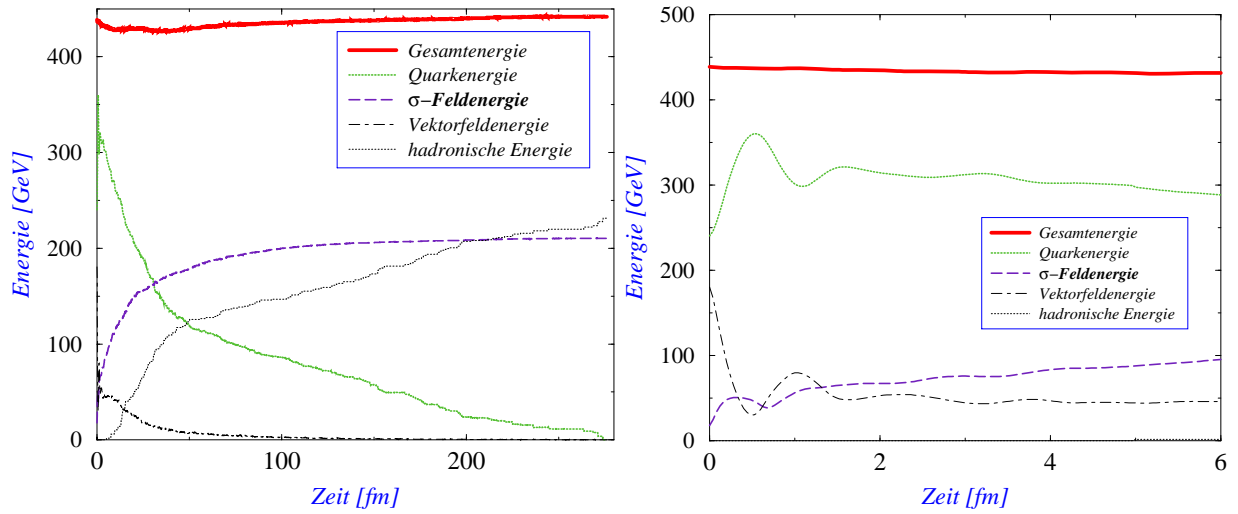 Energie [GeV]
400
300
200
100
0
Gesamtenergie
Quarkenergie
σ−Feldenergie
Vektorfeldenergie
hadronische Energie
0
100
200
Zeit [fm]
Energie [GeV]
500
400
300
200
100
0
Gesamtenergie
Quarkenergie
σ−Feldenergie
Vektorfeldenergie
hadronische Energie
0
2
4
6
Zeit [fm]